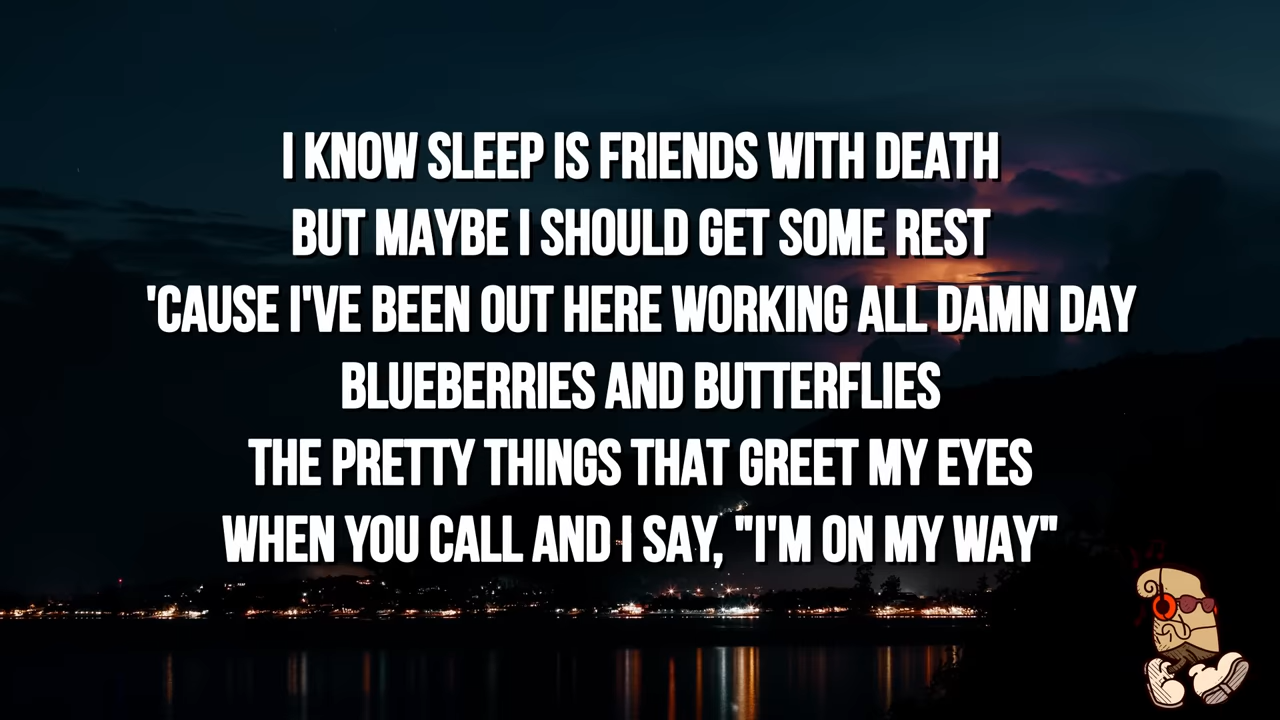 I KNOW SLEEP IS FRIENDS WITH DEATH
BUT MAYBE I SHOULD GET SOME REST
'CAUSE I'VE BEEN OUT HERE WORKING ALL DAMN DAY
BLUEBERRIES AND BUTTERFLIES
THE PRETTY THINGS THAT GREET MY EYES
WHEN YOU CALL AND I SAY, "I'M ON MY WAY"